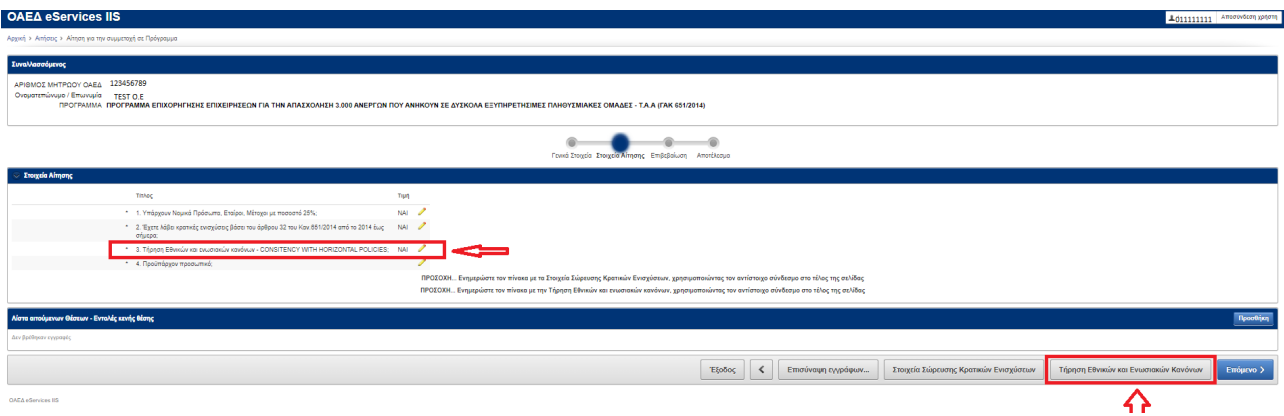 ΟΑΕΔ eServices IIS
d11111111 Αποσύνδεση χρήστη
Αρχική > Αιτήσεις > Αίτηση για την συμμετοχή σε Πρόγραμμα
Συναλλασσόμενος
ΑΡΙΘΜΟΣ ΜΗΤΡΩΟΥ ΟΑΕΔ 123456789
Ονοματεπώνυμο / Επωνυμία TEST O.E
ΠΡΟΓΡΑΜΜΑ ΠΡΟΓΡΑΜΜΑ ΕΠΙΧΟΡΗΓΗΣΗΣ ΕΠΙΧΕΙΡΗΣΕΩΝ ΓΙΑ ΤΗΝ ΑΠΑΣΧΟΛΗΣΗ 3.000 ΑΝΕΡΓΩΝ ΠΟΥ ΑΝΗΚΟΥΝ ΣΕ ΔΥΣΚΟΛΑ ΕΞΥΠΗΡΕΤΗΣΙΜΕΣ ΠΛΗΘΥΣΜΙΑΚΕΣ ΟΜΑΔΕΣ - Τ.Α.Α (ΓΑΚ 651/2014)
Γενικά Στοιχεία Στοιχεία Αίτησης Επιβεβαίωση Αποτέλεσμα
Στοιχεία Αίτησης
Τίτλος Τιμή
* 1. Υπάρχουν Νομικά Πρόσωπα, Εταίροι, Μέτοχοι με ποσοστό 25%; ΝΑΙ
* 2. Έχετε λάβει κρατικές ενισχύσεις βάσει του άρθρου 32 του Καν.651/2014 από το 2014 έως σήμερα; ΝΑΙ
* 3. Τήρηση Εθνικών και ενωσιακών κανόνων - CONSITENCY WITH HORIZONTAL POLICIES; ΝΑΙ
* 4. Προϋπάρχον προσωπικό;
ΠΡΟΣΟΧΗ... Ενημερώστε τον πίνακα με τα Στοιχεία Σώρευσης Κρατικών Ενισχύσεων, χρησιμοποιώντας τον αντίστοιχο σύνδεσμο στο τέλος της σελίδας
ΠΡΟΣΟΧΗ... Ενημερώστε τον πίνακα με την Τήρηση Εθνικών και ενωσιακών κανόνων, χρησιμοποιώντας τον αντίστοιχο σύνδεσμο στο τέλος της σελίδας
Λίστα αιτούμενων Θέσεων - Εντολές κενής θέσης Προσθήκη
Δεν βρέθηκαν εγγραφές
Έξοδος Επισύναψη εγγράφων... Στοιχεία Σώρευσης Κρατικών Ενισχύσεων Τήρηση Εθνικών και Ενωσιακών Κανόνων Επόμενο >
ΟΑΕΔ eServices IIS